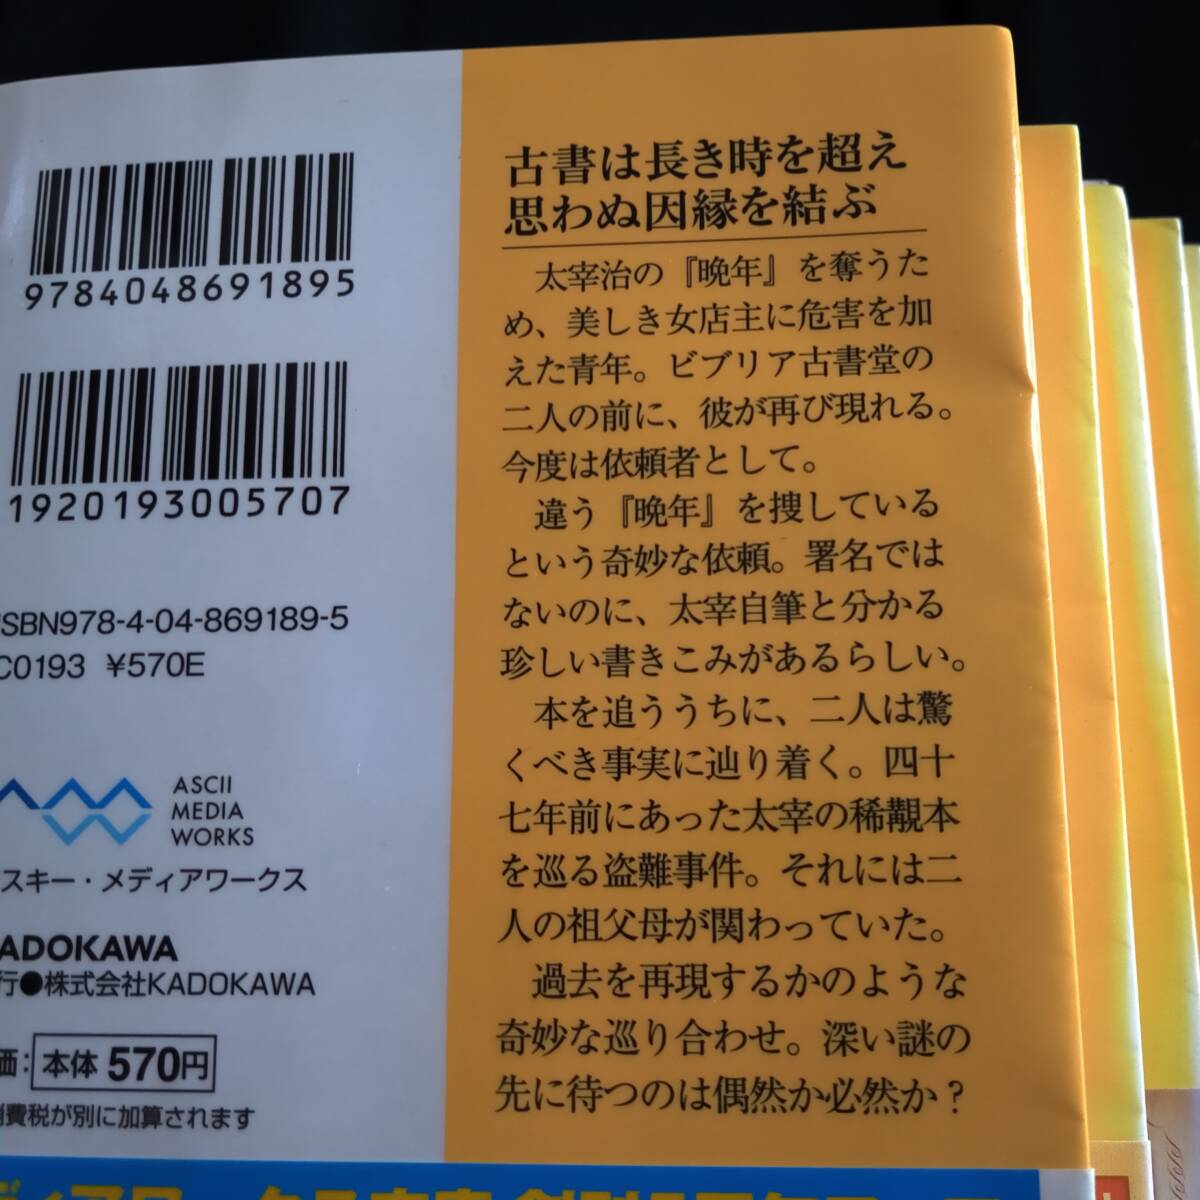 9784048691895
1920193005707
ISBN978-4-04-869189-5
C0193 ¥570E
ASCII
MEDIA
WORKS
スキー・メディアワークス
ADOKAWA
行●株式会社KADOKAWA
価: 本体 570円
消費税が別に加算されます
古書は長き時を超え
思わぬ因縁を結ぶ
太宰治の『晩年』を奪うた
め、美しき女店主に危害を加
えた青年。ビブリア古書堂の
二人の前に、彼が再び現れる。
今度は依頼者として。
違う『晩年』を捜している
という奇妙な依頼。署名では
ないのに、太宰自筆と分かる
珍しい書きこみがあるらしい。
本を追ううちに、二人は驚
くべき事実に辿り着く。四十
七年前にあった太宰の稀覯本
を巡る盗難事件。それには二
人の祖父母が関わっていた。
過去を再現するかのような
奇妙な巡り合わせ。深い謎の
先に待つのは偶然か必然か?